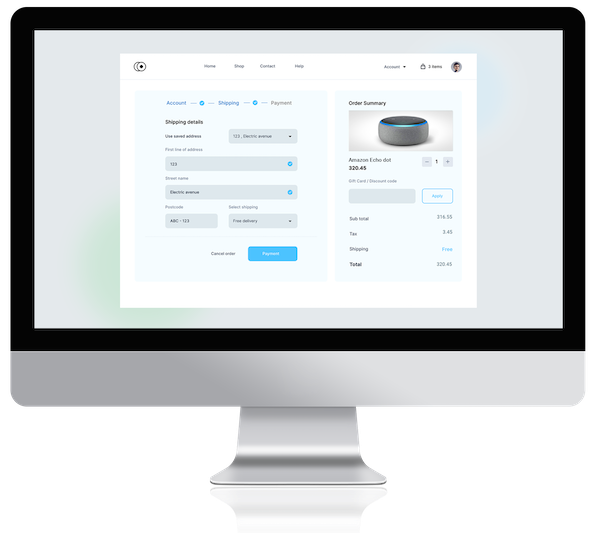 Home Shop Contact Help Account 3 items
Account Shipping Payment
Shipping details
Use saved address 123 , Electric avenue
First line of address
123
Street name
Electric avenue
Postcode Select shipping
ABC - 123 Free delivery
Cancel order Payment
Order Summary
Amazon Echo dot
320.45 − 1 +
Gift Card / Discount code
Apply
Sub total 316.55
Tax 3.45
Shipping Free
Total 320.45